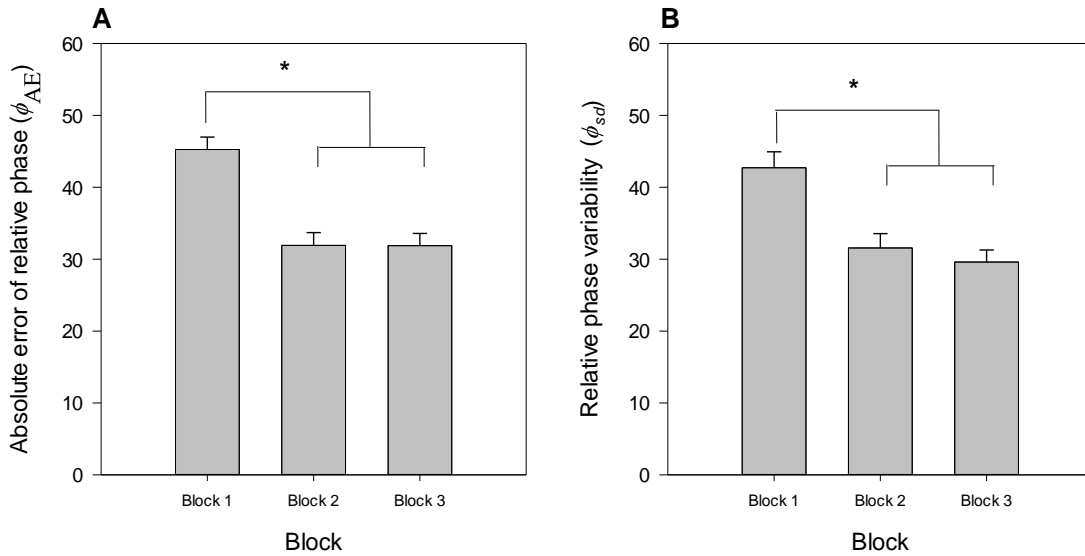 A
Absolute error of relative phase (ϕAE)
60
50
40
30
20
10
0
*
Block 1 Block 2 Block 3
Block
B
Relative phase variability (ϕsd)
60
50
40
30
20
10
0
*
Block 1 Block 2 Block 3
Block